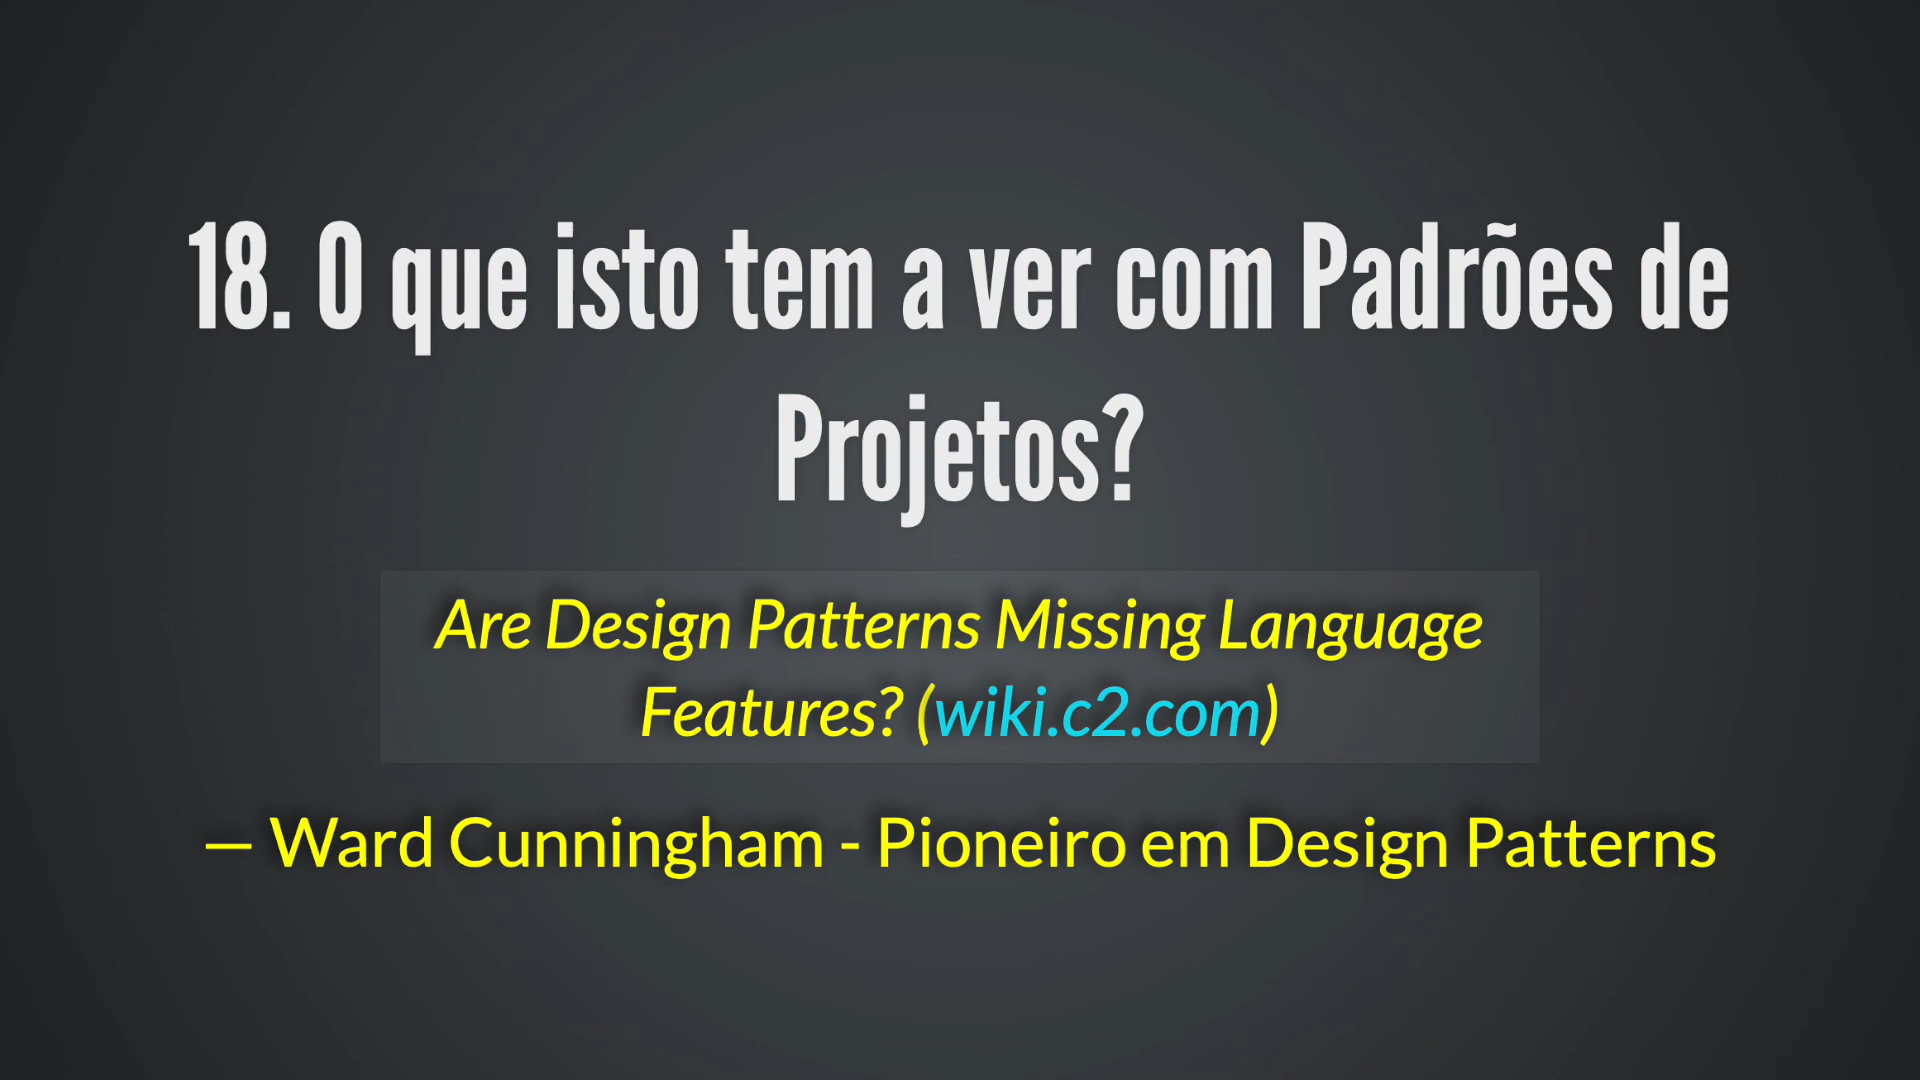 18. O que isto tem a ver com Padrões de
Projetos?
Are Design Patterns Missing Language
Features? (wiki.c2.com)
— Ward Cunningham - Pioneiro em Design Patterns